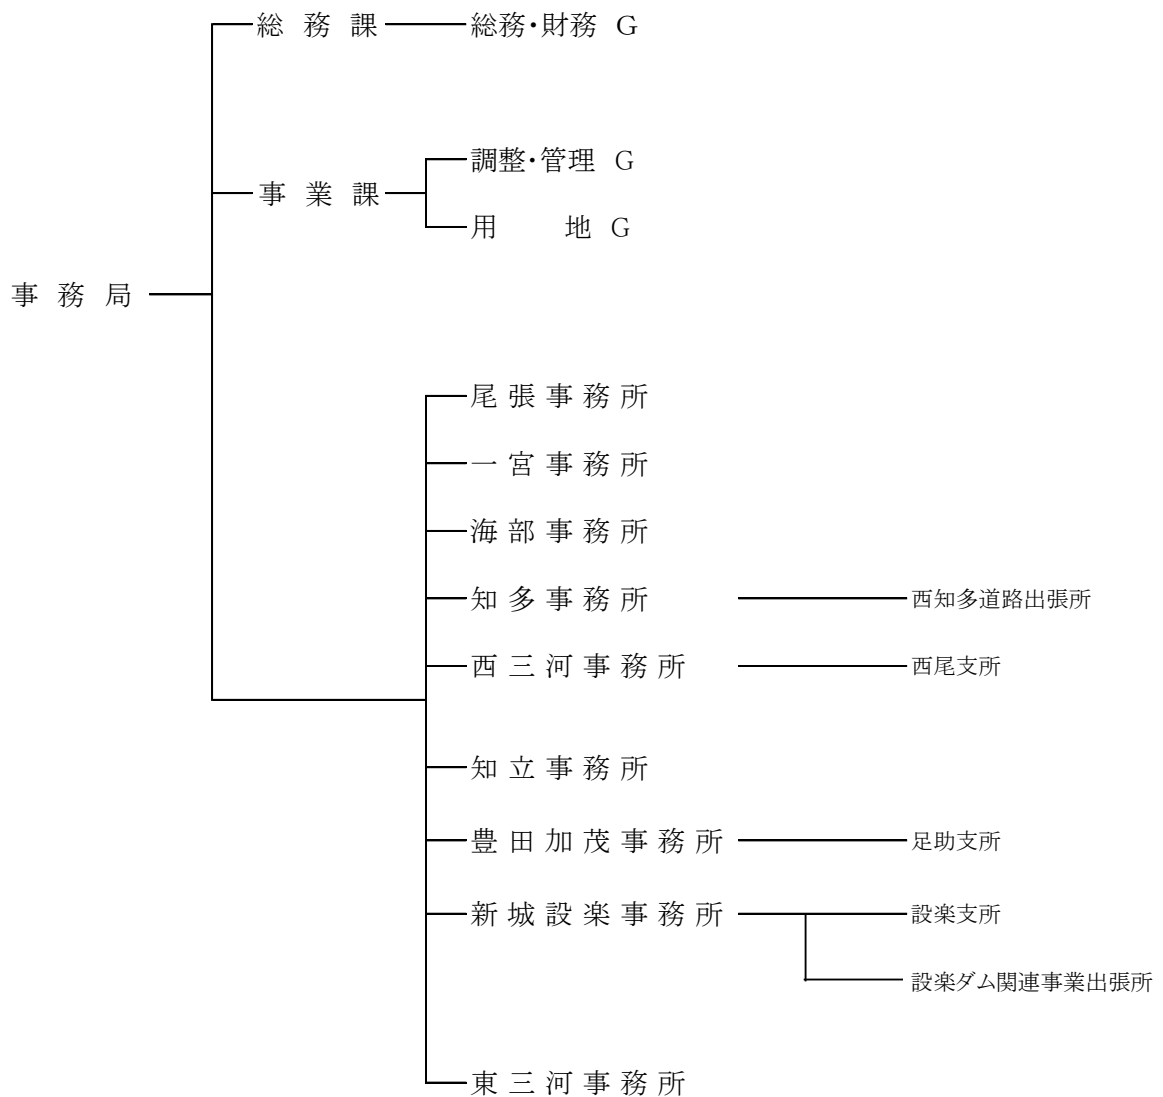 総務課 総務・財務 G
調整・管理 G
事業課
用地 G
事務局
尾張事務所
一宮事務所
海部事務所
知多事務所 西知多道路出張所
西三河事務所 西尾支所
知立事務所
豊田加茂事務所 足助支所
新城設楽事務所 設楽支所
設楽ダム関連事業出張所
東三河事務所